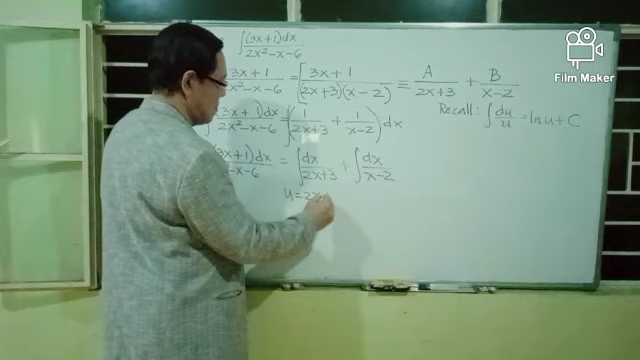 ∫(3x+1)dx / 2x²-x-6
3x+1 / x²-x-6 = [3x+1 / (2x+3)(x-2)] = A / 2x+3 + B / x-2
Recall: ∫du/u = ln u + C
(3x+1)dx / 2x²-x-6 = ∫(1 / 2x+3 + 1 / x-2)dx
3x+1)dx / -x-6 = ∫dx / 2x+3 + ∫dx / x-2
u=2x
Film Maker